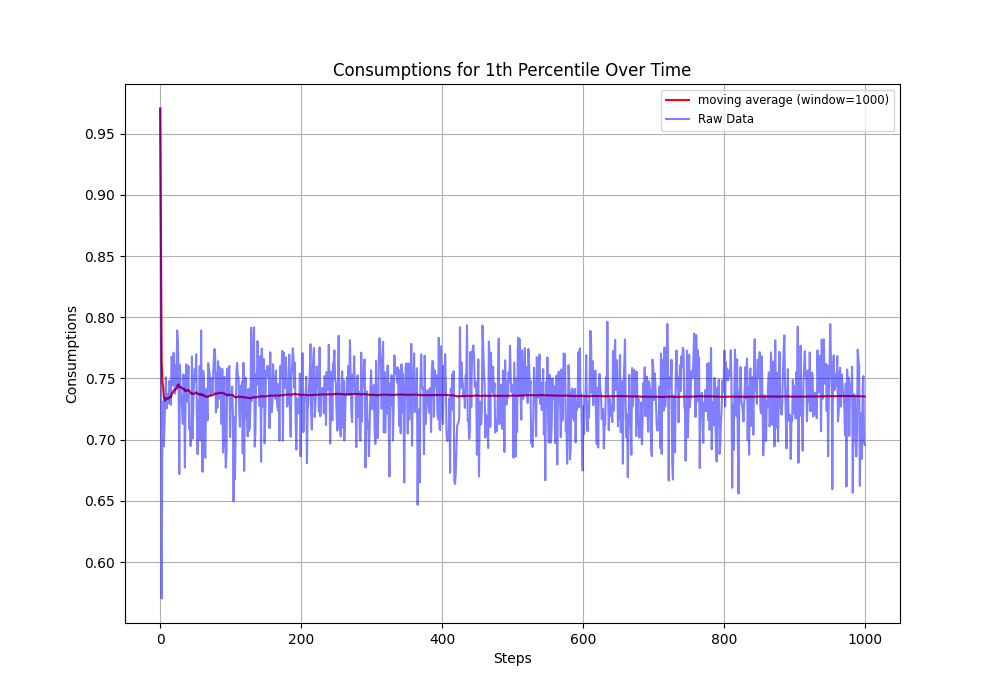 Consumptions for 1th Percentile Over Time
moving average (window=1000)
Raw Data
0.95
0.90
0.85
0.80
0.75
0.70
0.65
0.60
Consumptions
0 200 400 600 800 1000
Steps